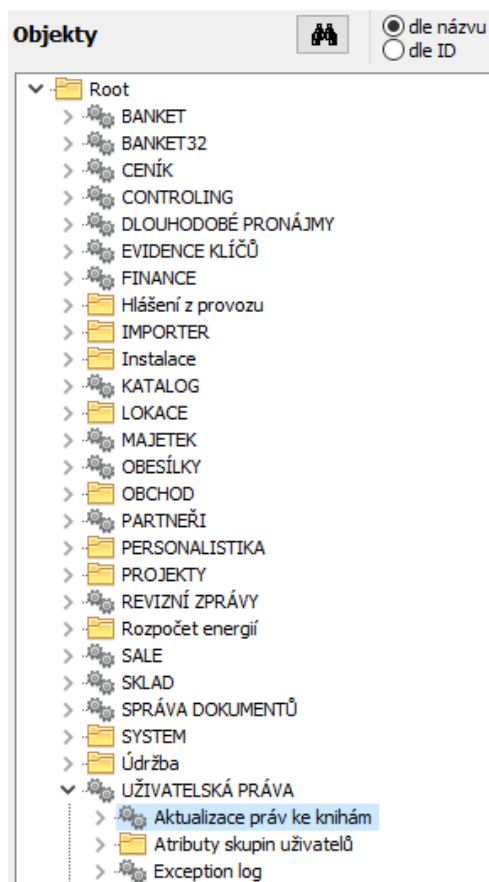 Objekty
dle názvu
dle ID
Root
BANKET
BANKET32
CENÍK
CONTROLING
DLOUHODOBÉ PRONÁJMY
EVIDENCE KLÍČŮ
FINANCE
Hlášení z provozu
IMPORTER
Instalace
KATALOG
LOKACE
MAJETEK
OBESÍLKY
OBCHOD
PARTNEŘI
PERSONALISTIKA
PROJEKTY
REVIZNÍ ZPRÁVY
Rozpočet energií
SALE
SKLAD
SPRÁVA DOKUMENTŮ
SYSTEM
Údržba
UŽIVATELSKÁ PRÁVA
Aktualizace práv ke knihám
Atributy skupin uživatelů
Exception log